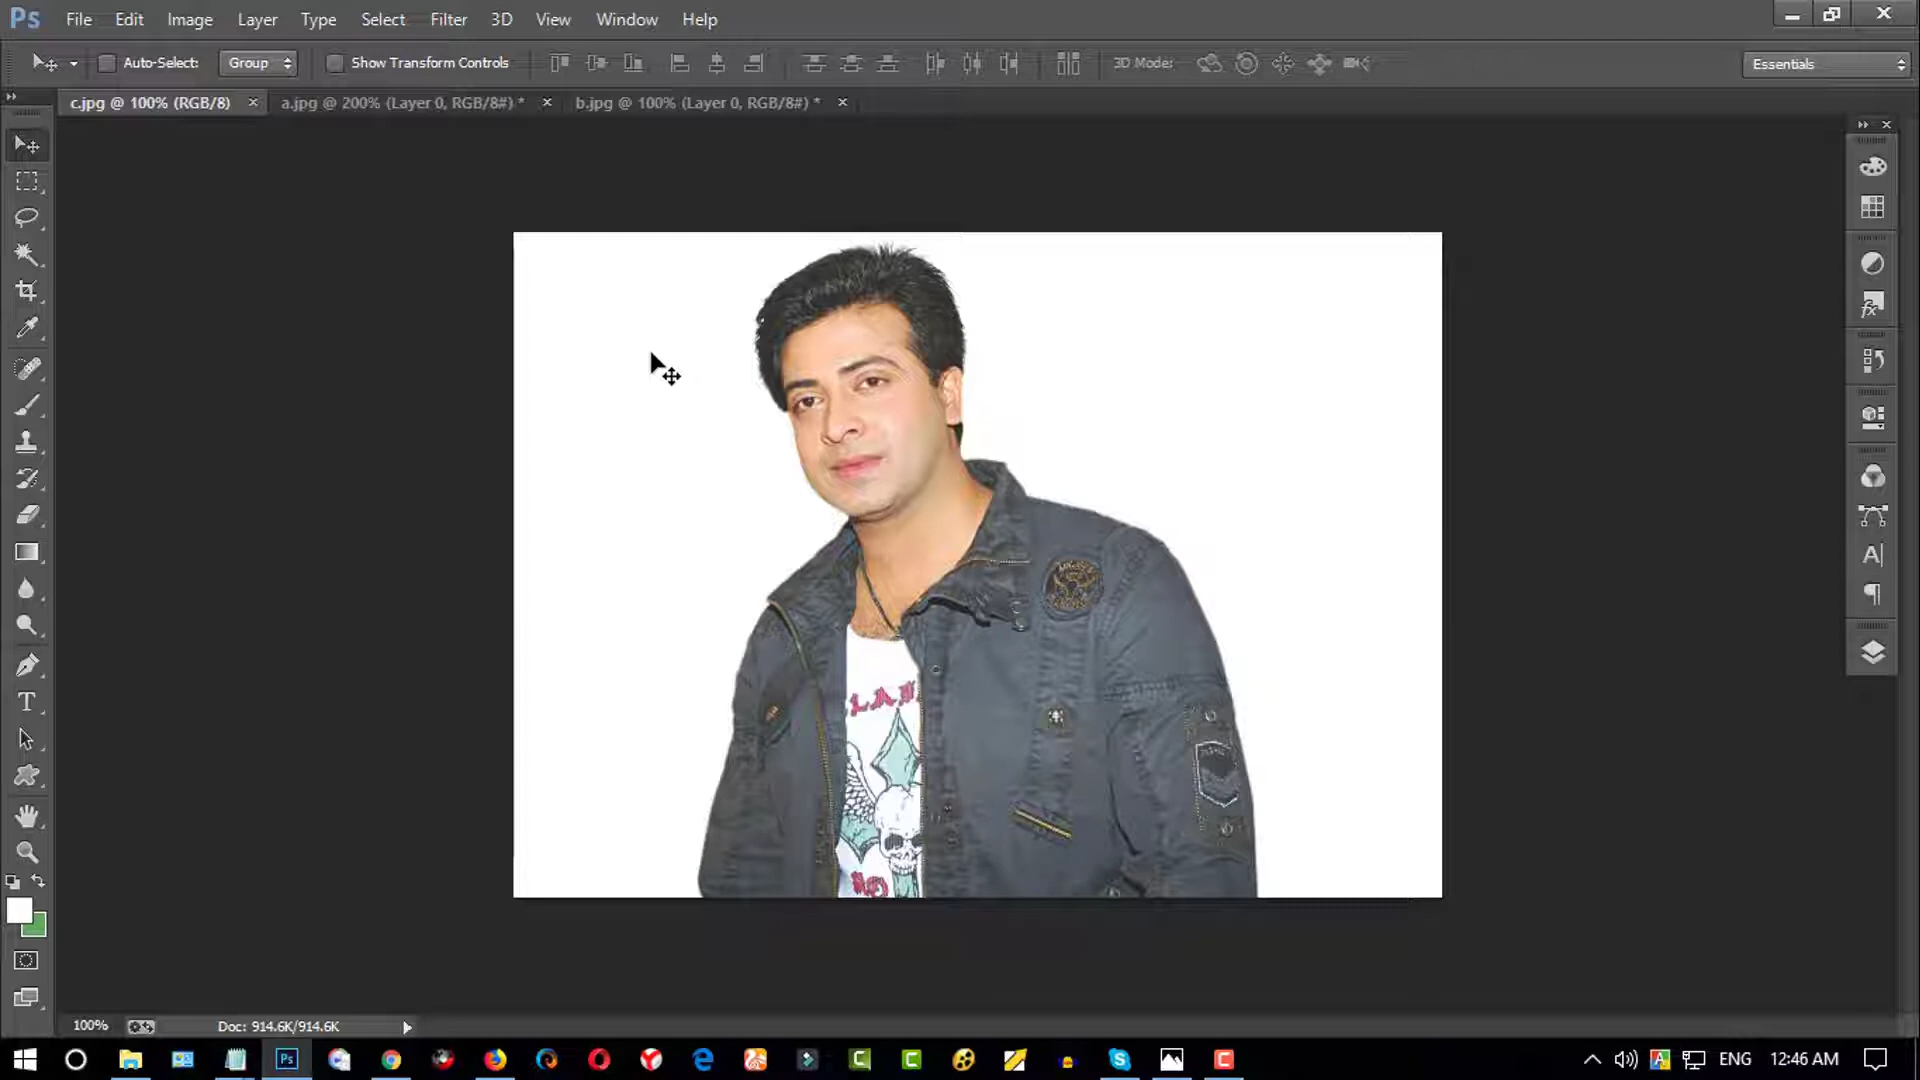 Ps File Edit Image Layer Type Select Filter 3D View Window Help
Auto-Select: Group Show Transform Controls 3D Mode: Essentials
c.jpg @ 100% (RGB/8) × a.jpg @ 200% (Layer 0, RGB/8#) * × b.jpg @ 100% (Layer 0, RGB/8#) * ×
100% Doc: 914.6K/914.6K
ENG 12:46 AM